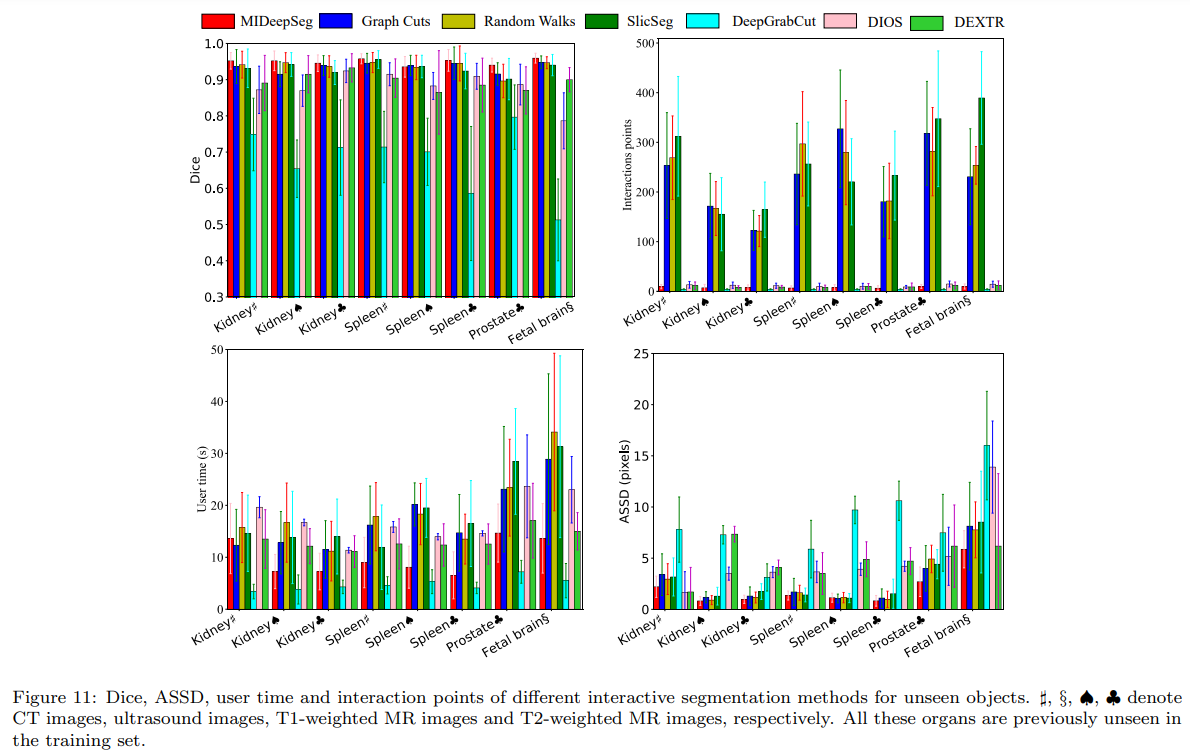 MIDeepSeg Graph Cuts Random Walks SlicSeg DeepGrabCut DIOS DEXTR
Dice
1.0
0.9
0.8
0.7
0.6
0.5
0.4
0.3
Kidney♯ Kidney♠ Kidney♣ Spleen♯ Spleen♠ Spleen♣ Prostate♣ Fetal brain§
Interactions points
500
400
300
200
100
0
Kidney♯ Kidney♠ Kidney♣ Spleen♯ Spleen♠ Spleen♣ Prostate♣ Fetal brain§
User time (s)
50
40
30
20
10
0
Kidney♯ Kidney♠ Kidney♣ Spleen♯ Spleen♠ Spleen♣ Prostate♣ Fetal brain§
ASSD (pixels)
25
20
15
10
5
0
Kidney♯ Kidney♠ Kidney♣ Spleen♯ Spleen♠ Spleen♣ Prostate♣ Fetal brain§
Figure 11: Dice, ASSD, user time and interaction points of different interactive segmentation methods for unseen objects. ♯, §, ♠, ♣ denote
CT images, ultrasound images, T1-weighted MR images and T2-weighted MR images, respectively. All these organs are previously unseen in
the training set.